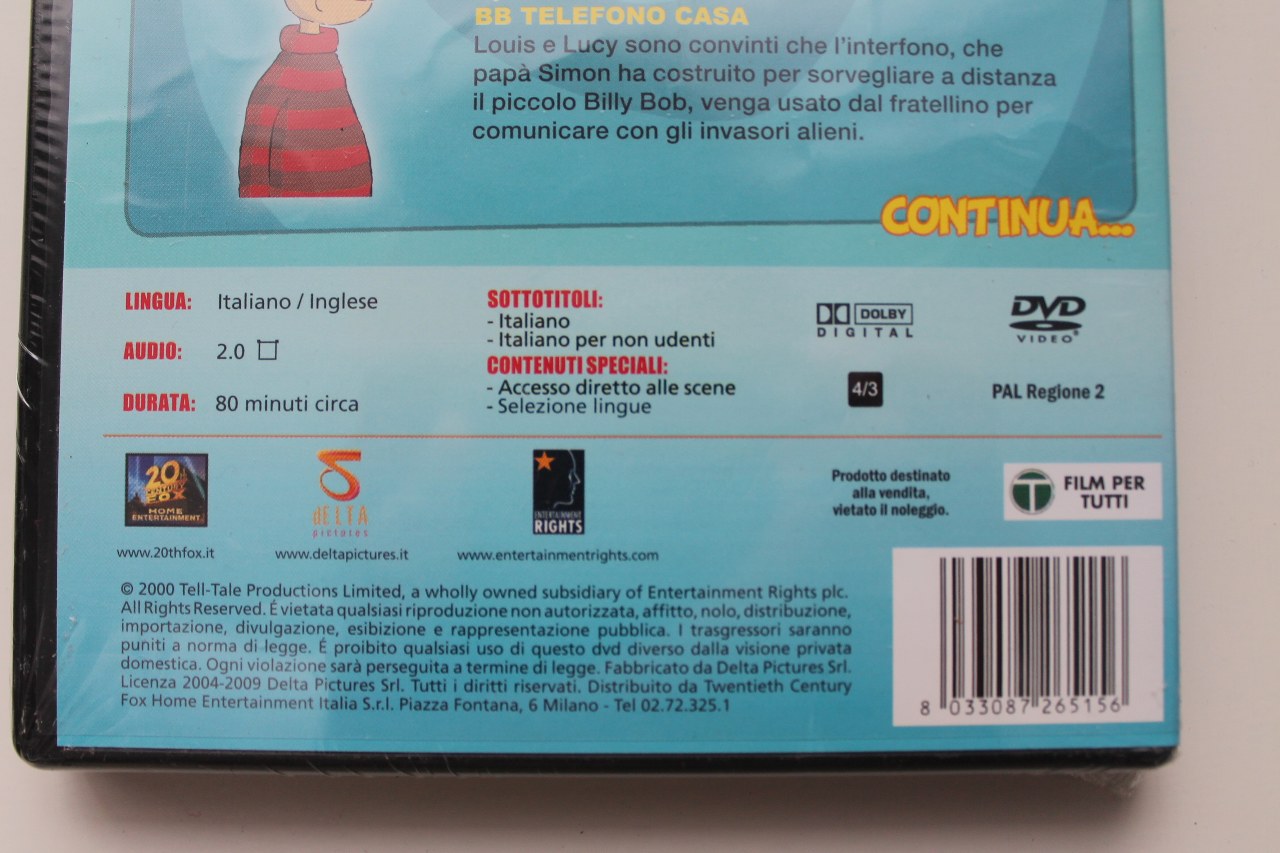 BB TELEFONO CASA
Louis e Lucy sono convinti che l'interfono, che
papà Simon ha costruito per sorvegliare a distanza
il piccolo Billy Bob, venga usato dal fratellino per
comunicare con gli invasori alieni.
CONTINUA...
LINGUA: Italiano / Inglese
AUDIO: 2.0
DURATA: 80 minuti circa
SOTTOTITOLI:
- Italiano
- Italiano per non udenti
CONTENUTI SPECIALI:
- Accesso diretto alle scene
- Selezione lingue
DOLBY
DIGITAL
DVD
VIDEO
4/3
PAL Regione 2
20th
CENTURY
FOX
HOME
ENTERTAINMENT
www.20thfox.it
dELTA
pictures
www.deltapictures.it
ENTERTAINMENT
RIGHTS
www.entertainmentrights.com
Prodotto destinato
alla vendita,
vietato il noleggio.
T FILM PER
TUTTI
© 2000 Tell-Tale Productions Limited, a wholly owned subsidiary of Entertainment Rights plc.
All Rights Reserved. É vietata qualsiasi riproduzione non autorizzata, affitto, nolo, distribuzione,
importazione, divulgazione, esibizione e rappresentazione pubblica. I trasgressori saranno
puniti a norma di legge. É proibito qualsiasi uso di questo dvd diverso dalla visione privata
domestica. Ogni violazione sarà perseguita a termine di legge. Fabbricato da Delta Pictures Srl.
Licenza 2004-2009 Delta Pictures Srl. Tutti i diritti riservati. Distribuito da Twentieth Century
Fox Home Entertainment Italia S.r.l. Piazza Fontana, 6 Milano - Tel 02.72.325.1
8 033087 265156